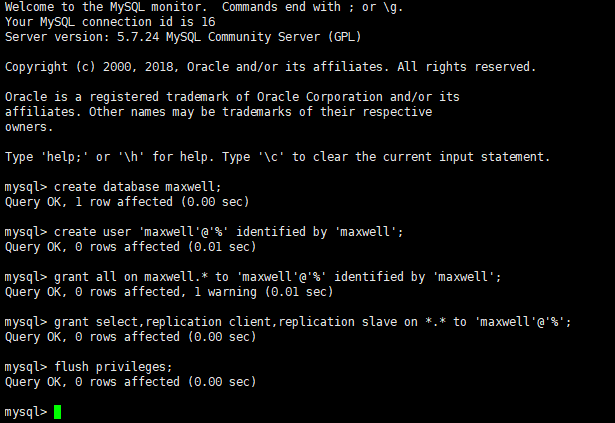 Welcome to the MySQL monitor.  Commands end with ; or \g.
Your MySQL connection id is 16
Server version: 5.7.24 MySQL Community Server (GPL)
Copyright (c) 2000, 2018, Oracle and/or its affiliates. All rights reserved.
Oracle is a registered trademark of Oracle Corporation and/or its
affiliates. Other names may be trademarks of their respective
owners.
Type 'help;' or '\h' for help. Type '\c' to clear the current input statement.
mysql> create database maxwell;
Query OK, 1 row affected (0.00 sec)
mysql> create user 'maxwell'@'%' identified by 'maxwell';
Query OK, 0 rows affected (0.01 sec)
mysql> grant all on maxwell.* to 'maxwell'@'%' identified by 'maxwell';
Query OK, 0 rows affected, 1 warning (0.01 sec)
mysql> grant select,replication client,replication slave on *.* to 'maxwell'@'%';
Query OK, 0 rows affected (0.00 sec)
mysql> flush privileges;
Query OK, 0 rows affected (0.00 sec)
mysql>